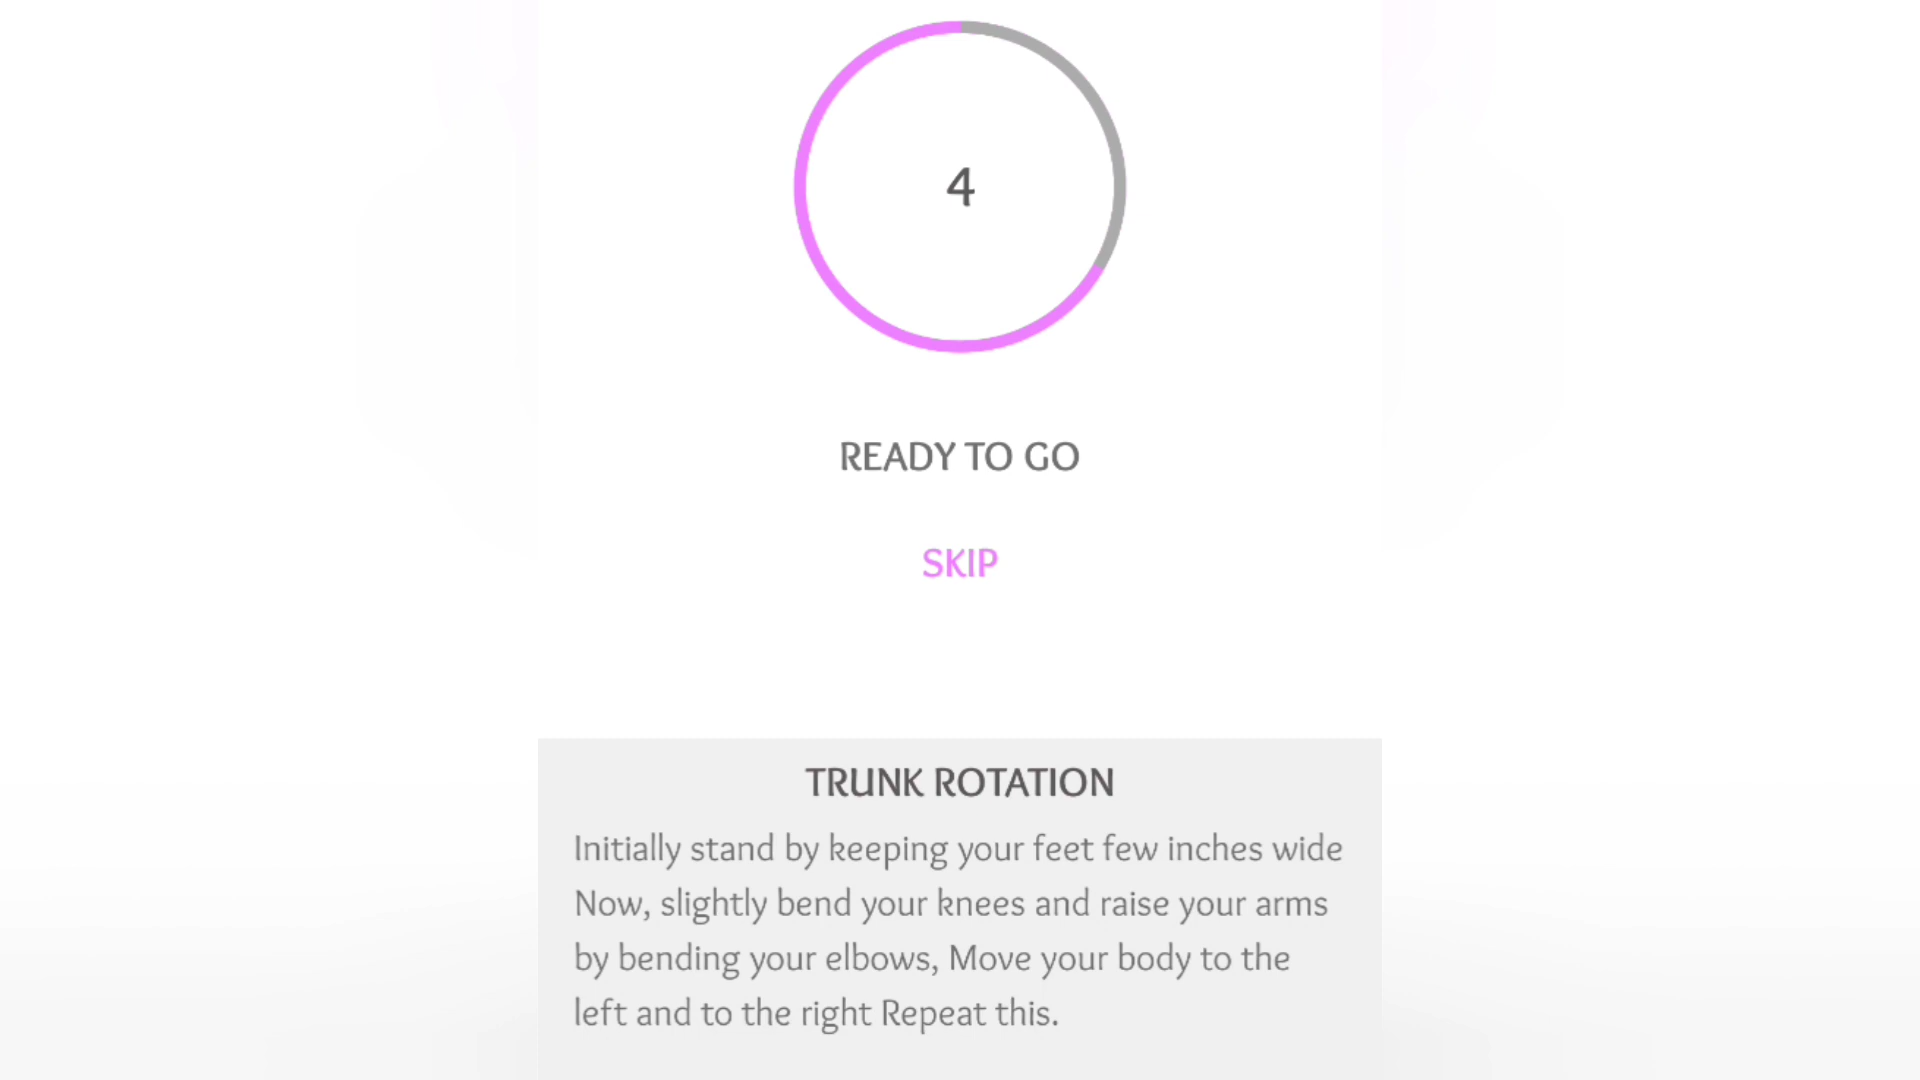 4
READY TO GO
SKIP
TRUNK ROTATION
Initially stand by keeping your feet few inches wide
Now, slightly bend your knees and raise your arms
by bending your elbows, Move your body to the
left and to the right Repeat this.